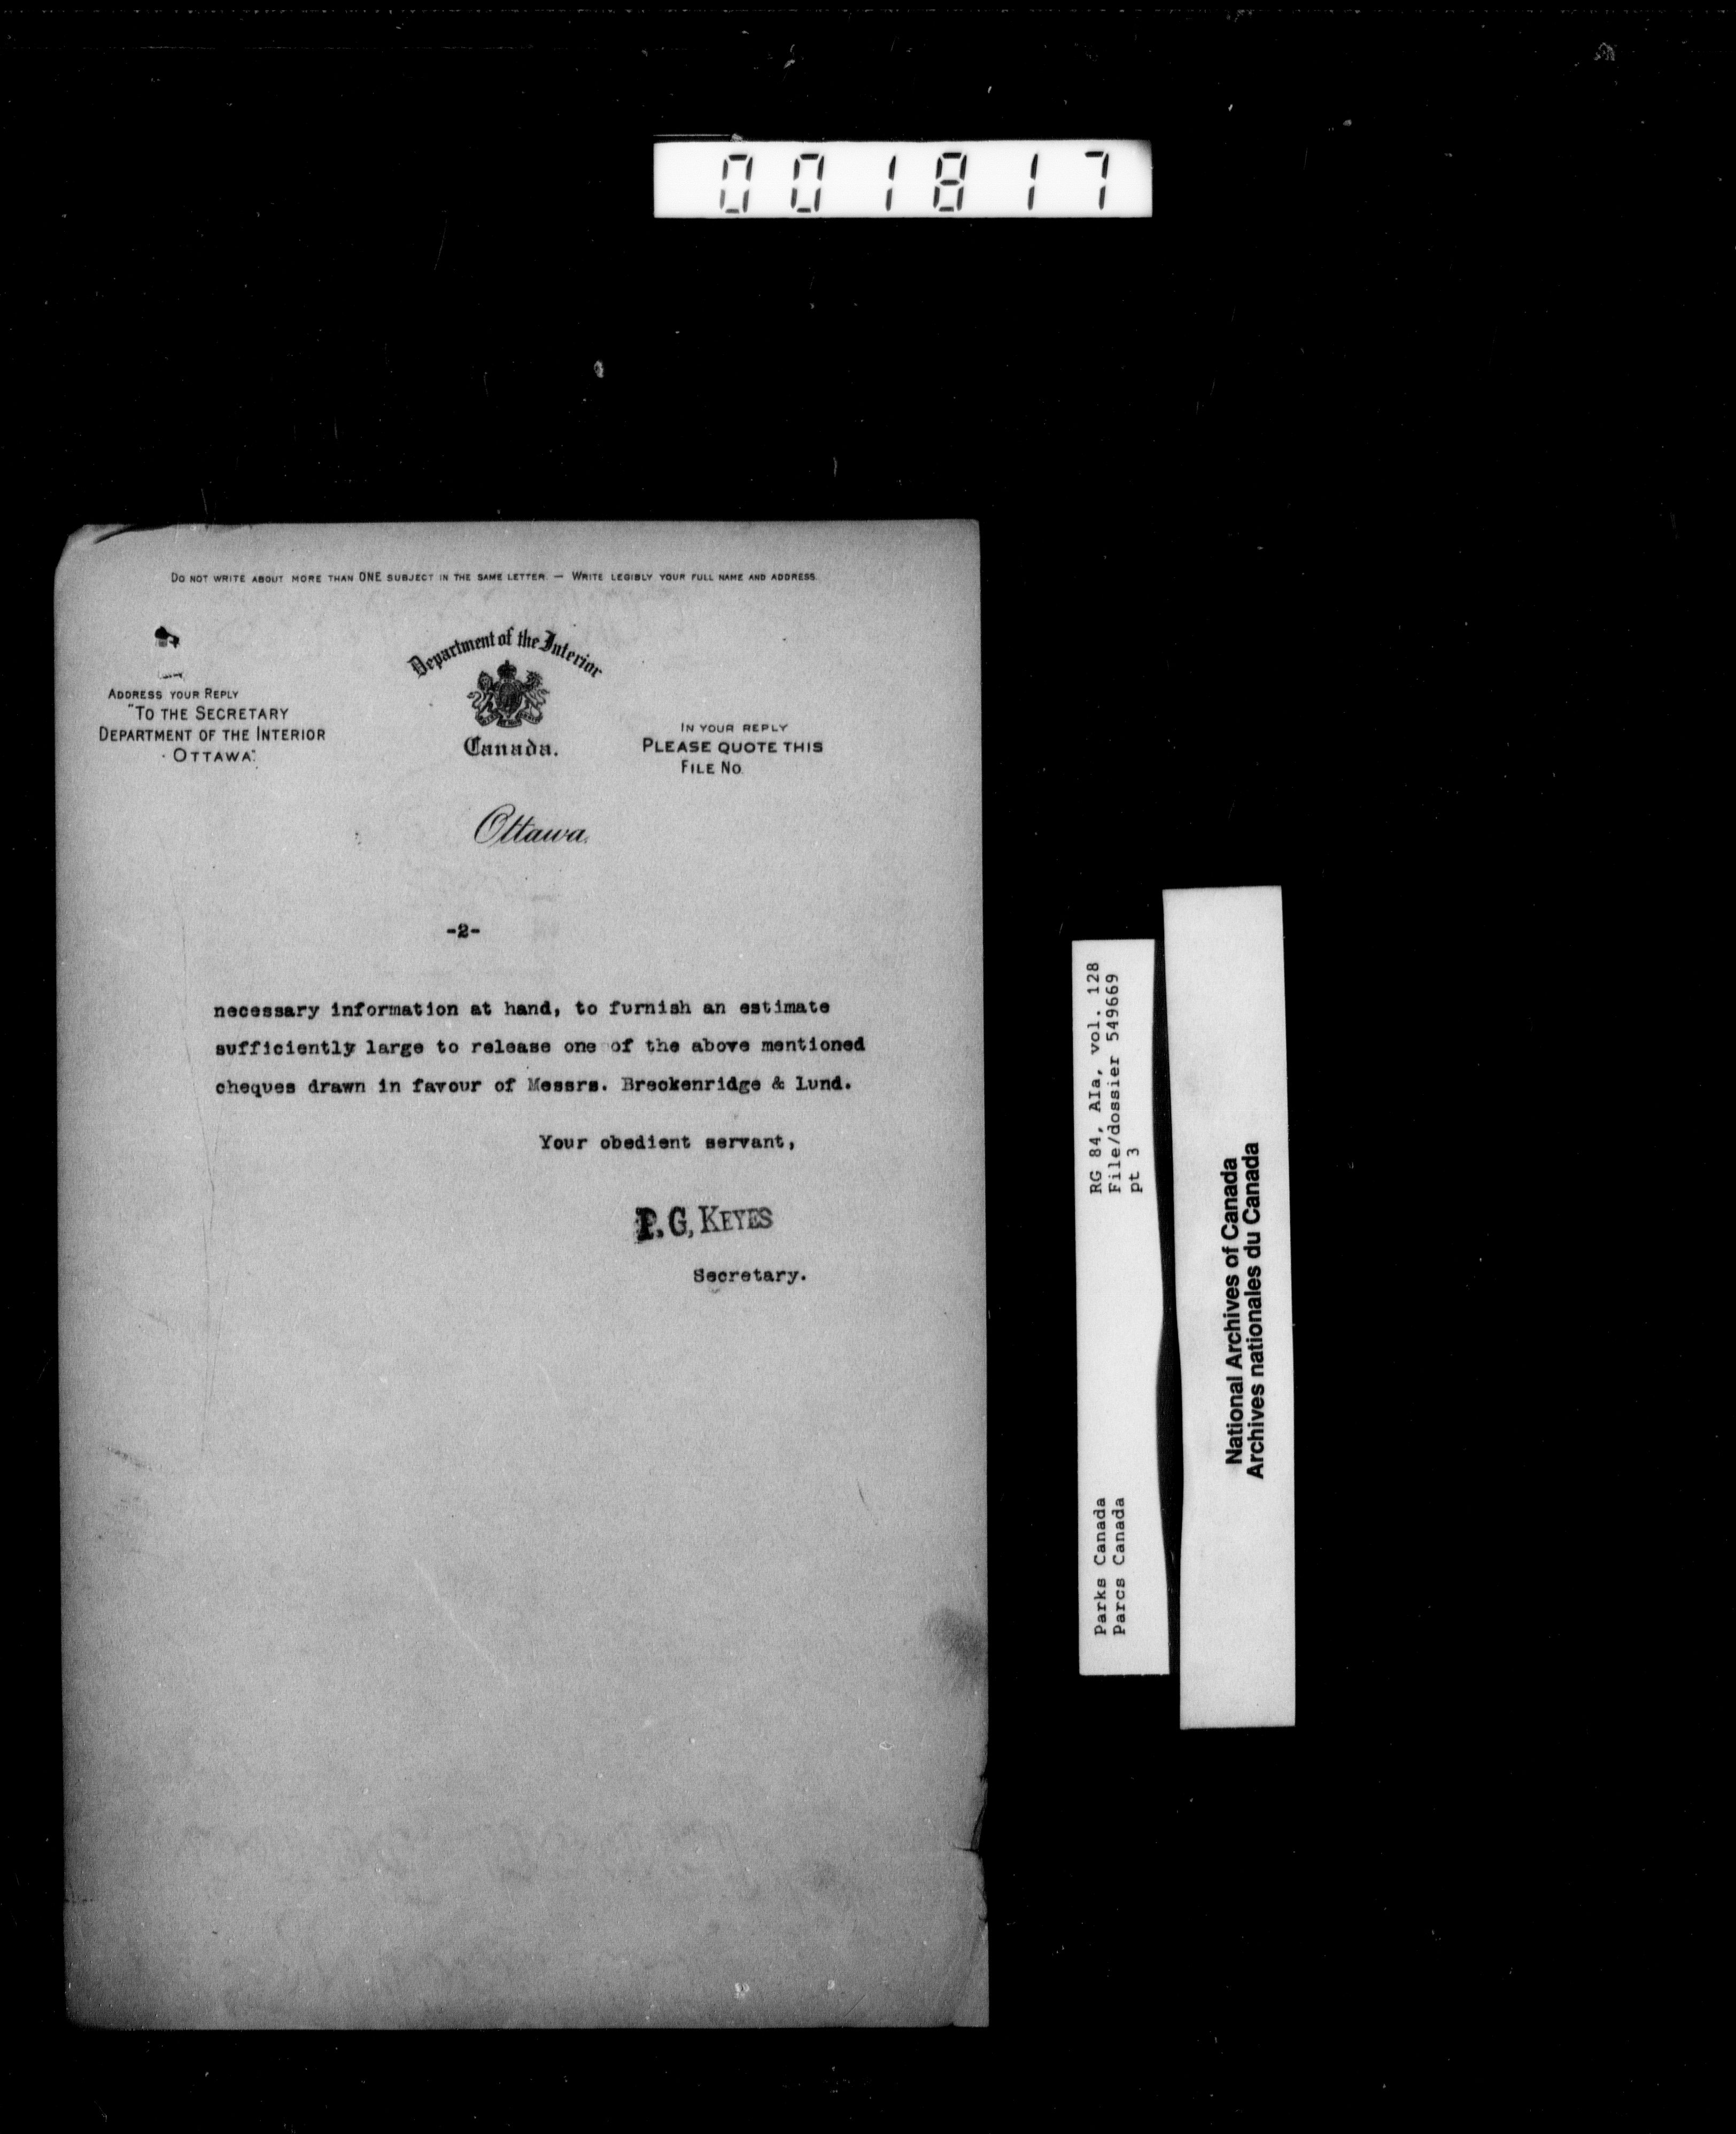 001817
DO NOT WRITE ABOUT MORE THAN ONE SUBJECT IN THE SAME LETTER. — WRITE LEGIBLY YOUR FULL NAME AND ADDRESS.
Department of the Interior
Canada.
ADDRESS YOUR REPLY
"TO THE SECRETARY
DEPARTMENT OF THE INTERIOR
OTTAWA".
IN YOUR REPLY
PLEASE QUOTE THIS
FILE NO.
Ottawa.
-2-
necessary information at hand, to furnish an estimate
sufficiently large to release one of the above mentioned
cheques drawn in favour of Messrs. Breckenridge & Lund.
Your obedient servant,
P. G. KEYES
Secretary.
RG 84, AIa, vol. 128
File/dossier 549669
pt 3
Parks Canada
Parcs Canada
National Archives of Canada
Archives nationales du Canada